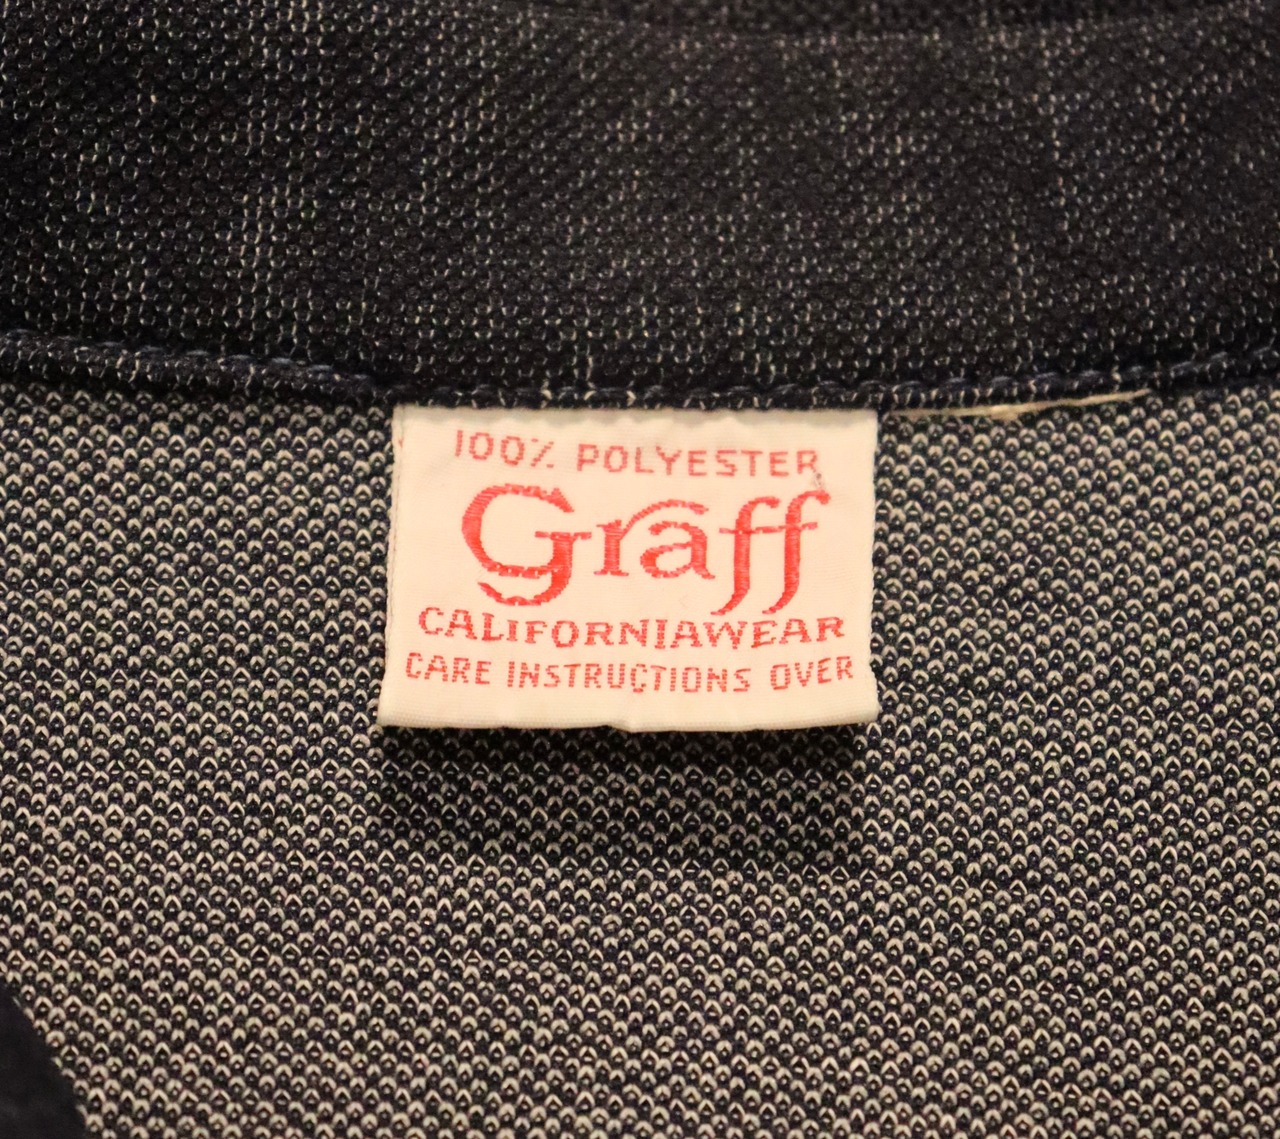 100% POLYESTER
Graff
CALIFORNIAWEAR
CARE INSTRUCTIONS OVER